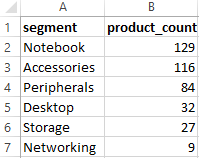 A B
1 segment product_count
2 Notebook 129
3 Accessories 116
4 Peripherals 84
5 Desktop 32
6 Storage 27
7 Networking 9